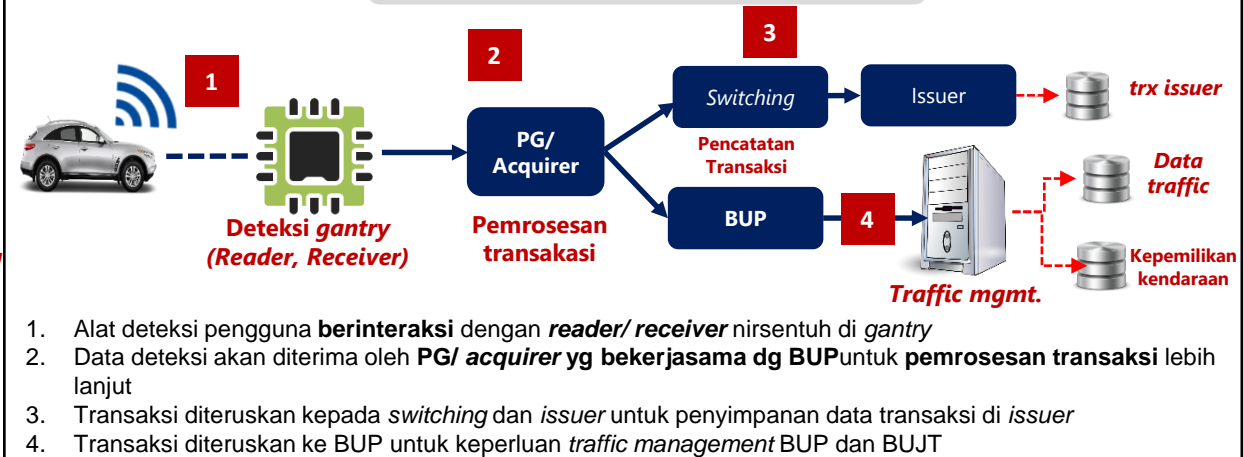 3
2
1
Switching
Issuer
trx issuer
PG/
Acquirer
Pencatatan
Transaksi
Data
traffic
BUP
4
Deteksi gantry
(Reader, Receiver)
Pemrosesan
transakasi
Kepemilikan
kendaraan
Traffic mgmt.
1. Alat deteksi pengguna berinteraksi dengan reader/ receiver nirsentuh di gantry
2. Data deteksi akan diterima oleh PG/ acquirer yg bekerjasama dg BUPuntuk pemrosesan transaksi lebih
lanjut
3. Transaksi diteruskan kepada switching dan issuer untuk penyimpanan data transaksi di issuer
4. Transaksi diteruskan ke BUP untuk keperluan traffic management BUP dan BUJT